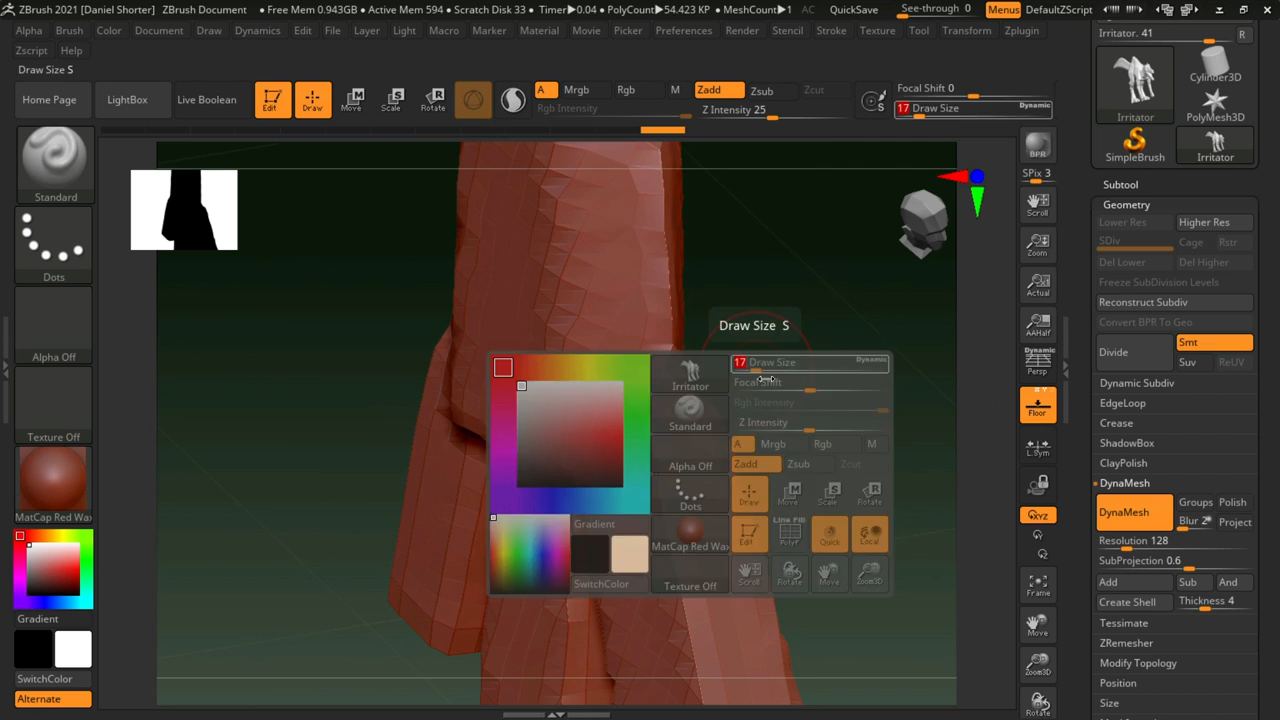 ZBrush 2021 [Daniel Shorter] ZBrush Document • Free Mem 0.943GB • Active Mem 594 • Scratch Disk 33 • Timer▶0.04 • PolyCount▶54.423 KP • MeshCount▶1 AC QuickSave See-through 0 Menus DefaultZScript
Alpha Brush Color Document Draw Dynamics Edit File Layer Light Macro Marker Material Movie Picker Preferences Render Stencil Stroke Texture Tool Transform Zplugin
Zscript Help
Draw Size S
Home Page LightBox Live Boolean Edit Draw Move Scale Rotate
A Mrgb Rgb M Zadd Zsub Zcut
Rgb Intensity Z Intensity 25
S
Focal Shift 0
17 Draw Size Dynamic
Standard
Dots
Alpha Off
Texture Off
MatCap Red Wax
Gradient
SwitchColor
Alternate
Draw Size S
Irritator
Standard
Alpha Off
Dots
MatCap Red Wax
Texture Off
Gradient
SwitchColor
17 Draw Size Dynamic
Focal Shift
Rgb Intensity
Z Intensity
A Mrgb Rgb M
Zadd Zsub Zcut
Draw Move Scale Rotate
Edit Line Fill PolyF Quick Local
Scroll Rotate Move Zoom3D
BPR
SPix 3
Scroll
Zoom
Actual
AAHalf
Dynamic
Persp
Floor
L.Sym
XYZ
Frame
Move
Zoom3D
Rotate
Irritator. 41 R
Irritator
Cylinder3D
PolyMesh3D
SimpleBrush
Irritator
Subtool
Geometry
Lower Res Higher Res
SDiv Cage Rstr
Del Lower Del Higher
Freeze SubDivision Levels
Reconstruct Subdiv
Convert BPR To Geo
Divide Smt
Suv ReUV
Dynamic Subdiv
EdgeLoop
Crease
ShadowBox
ClayPolish
DynaMesh
DynaMesh Groups Polish
Blur 2 Project
Resolution 128
SubProjection 0.6
Add Sub And
Create Shell Thickness 4
Tessimate
ZRemesher
Modify Topology
Position
Size